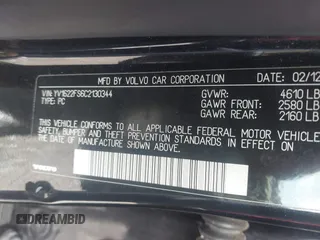 MFD BY VOLVO CAR CORPORATION DATE: 02/12
VIN: YV1622FS6C2130344 GVWR: 4610 LB
TYPE: PC GAWR FRONT: 2580 LB
GAWR REAR: 2160 LB
THIS VEHICLE CONFORMS TO ALL APPLICABLE FEDERAL MOTOR VEHICLE
SAFETY, BUMPER AND THEFT PREVENTION STANDARDS IN EFFECT ON THE
DATE OF MANUFACTURE SHOWN ABOVE.
AUTOBIDMASTER